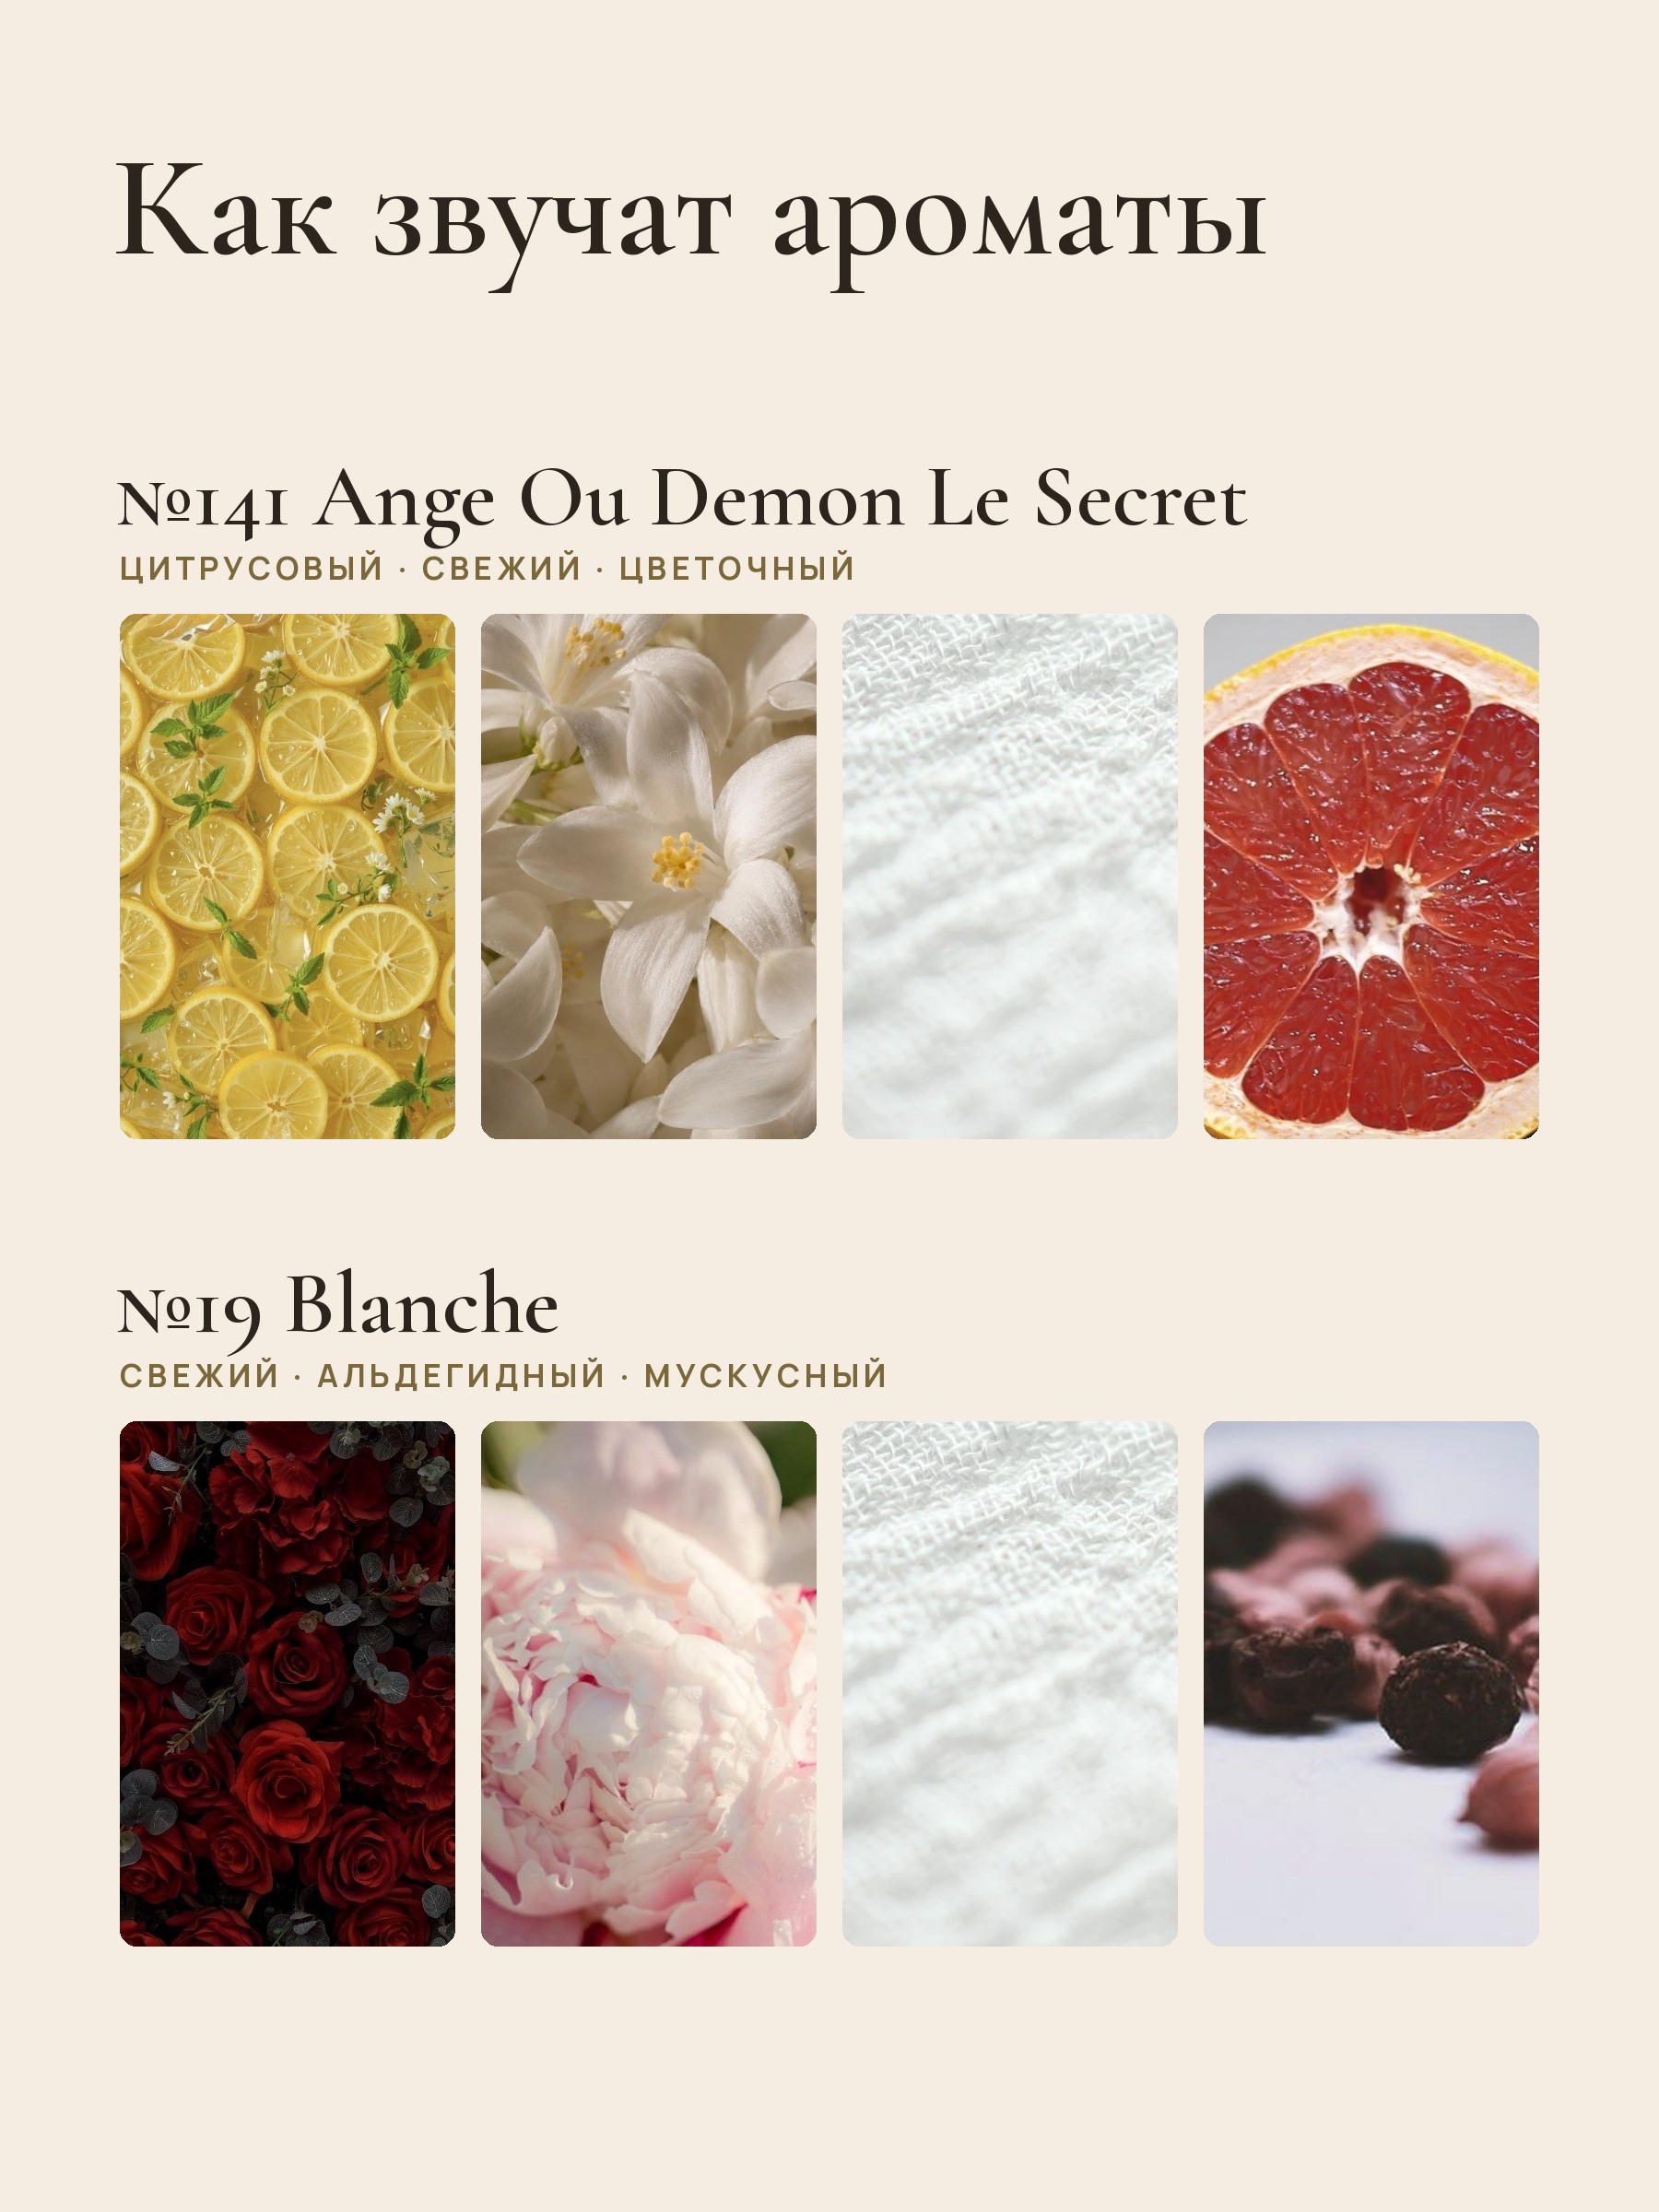 Как звучат ароматы
№141 Ange Ou Demon Le Secret
ЦИТРУСОВЫЙ · СВЕЖИЙ · ЦВЕТОЧНЫЙ
№19 Blanche
СВЕЖИЙ · АЛЬДЕГИДНЫЙ · МУСКУСНЫЙ